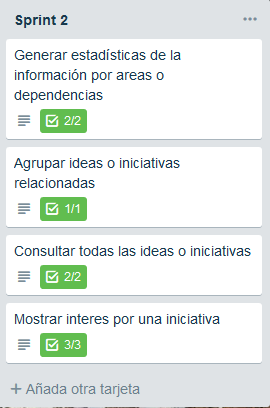 Sprint 2
Generar estadísticas de la
información por areas o
dependencias
2/2
Agrupar ideas o iniciativas
relacionadas
1/1
Consultar todas las ideas o iniciativas
2/2
Mostrar interes por una iniciativa
3/3
+ Añada otra tarjeta